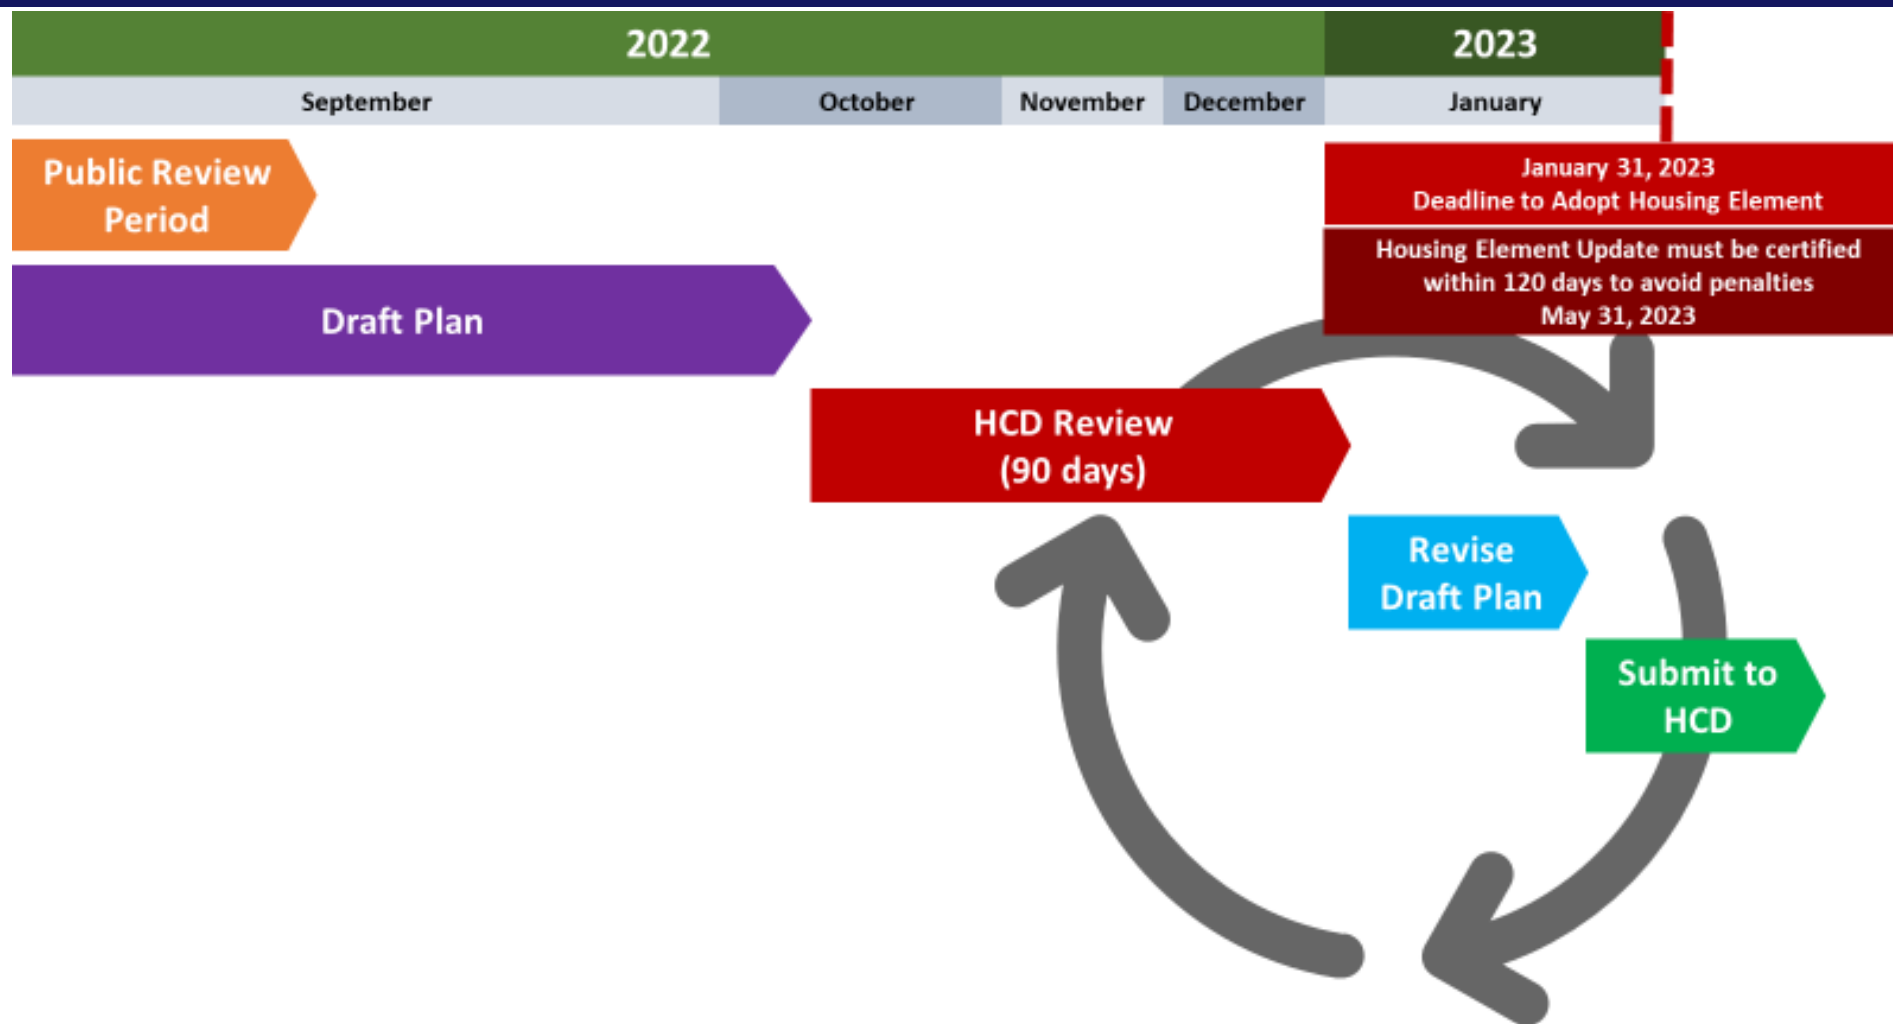 2022
2023
September
October
November
December
January
Public Review
Period
January 31, 2023
Deadline to Adopt Housing Element
Housing Element Update must be certified
within 120 days to avoid penalties
May 31, 2023
Draft Plan
HCD Review
(90 days)
Revise
Draft Plan
Submit to
HCD